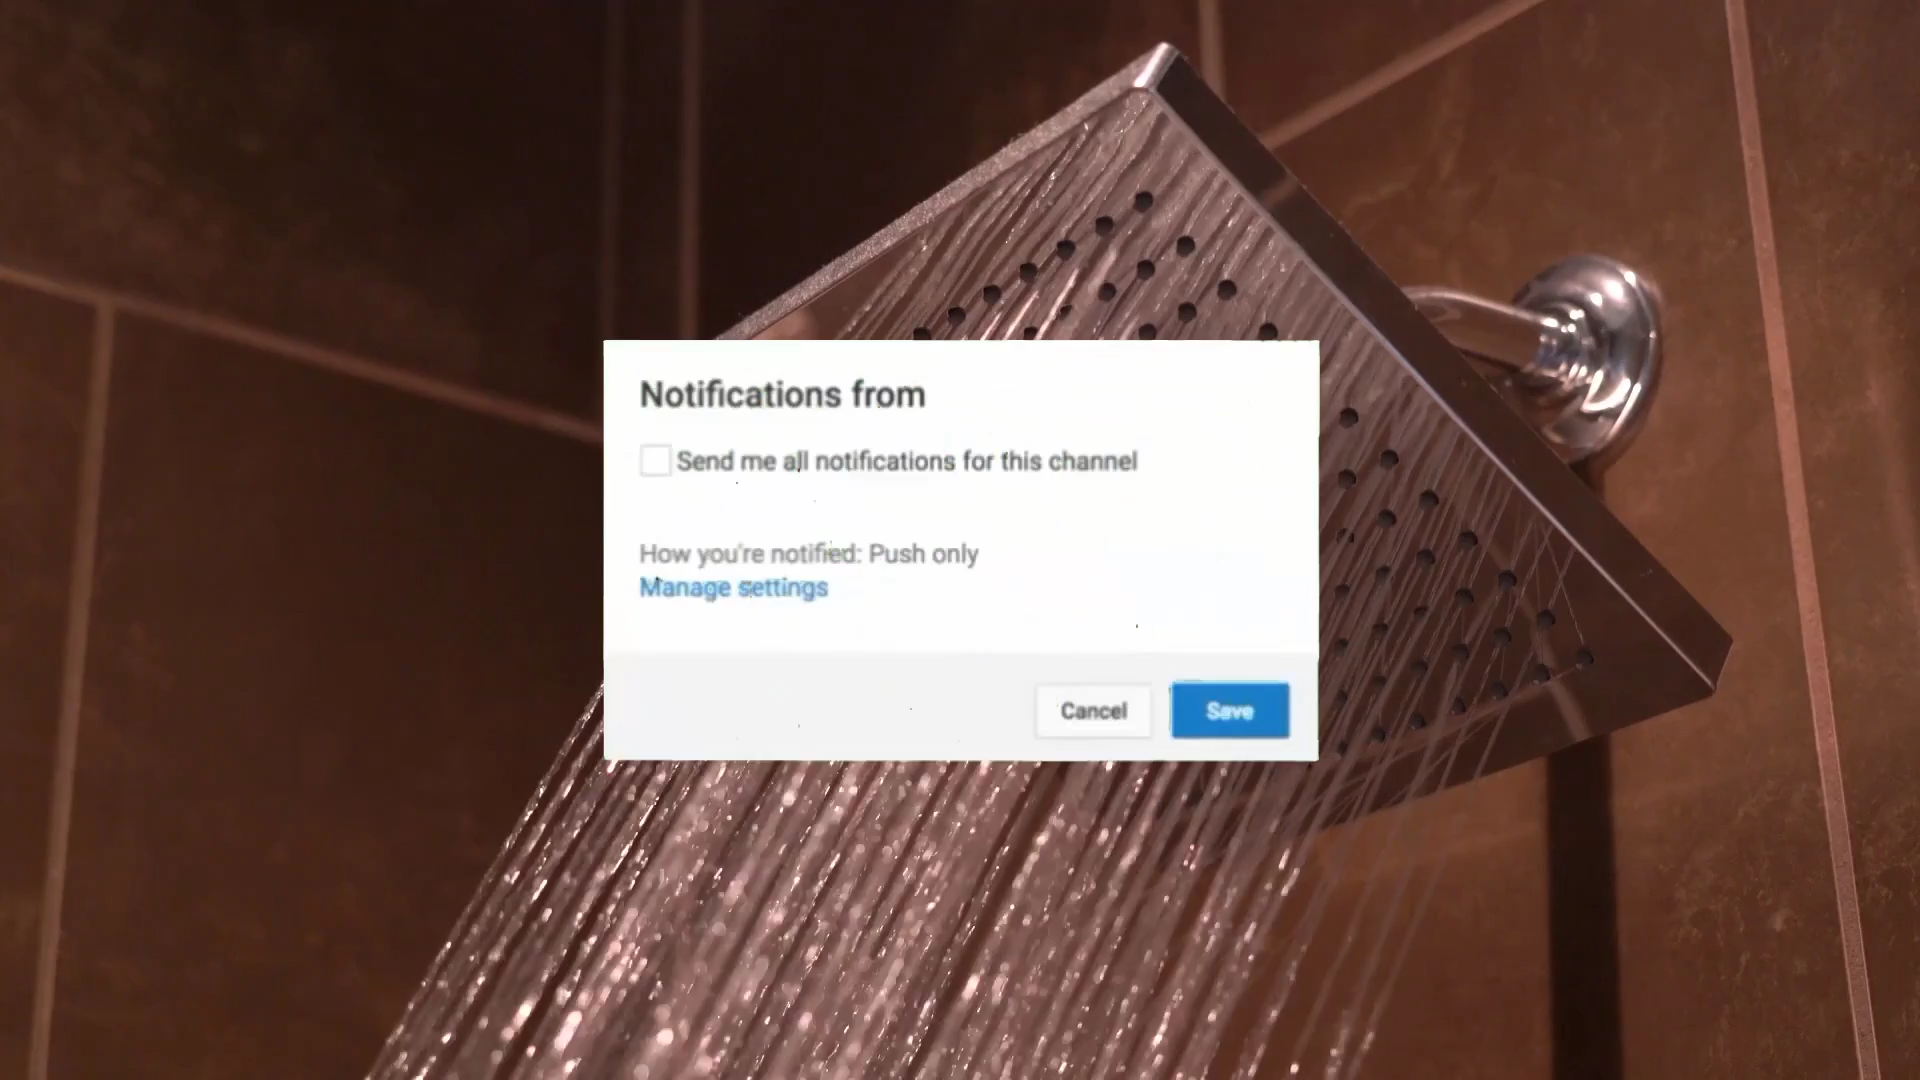 Notifications from
Send me all notifications for this channel
How you're notified: Push only
Manage settings
Cancel
Save